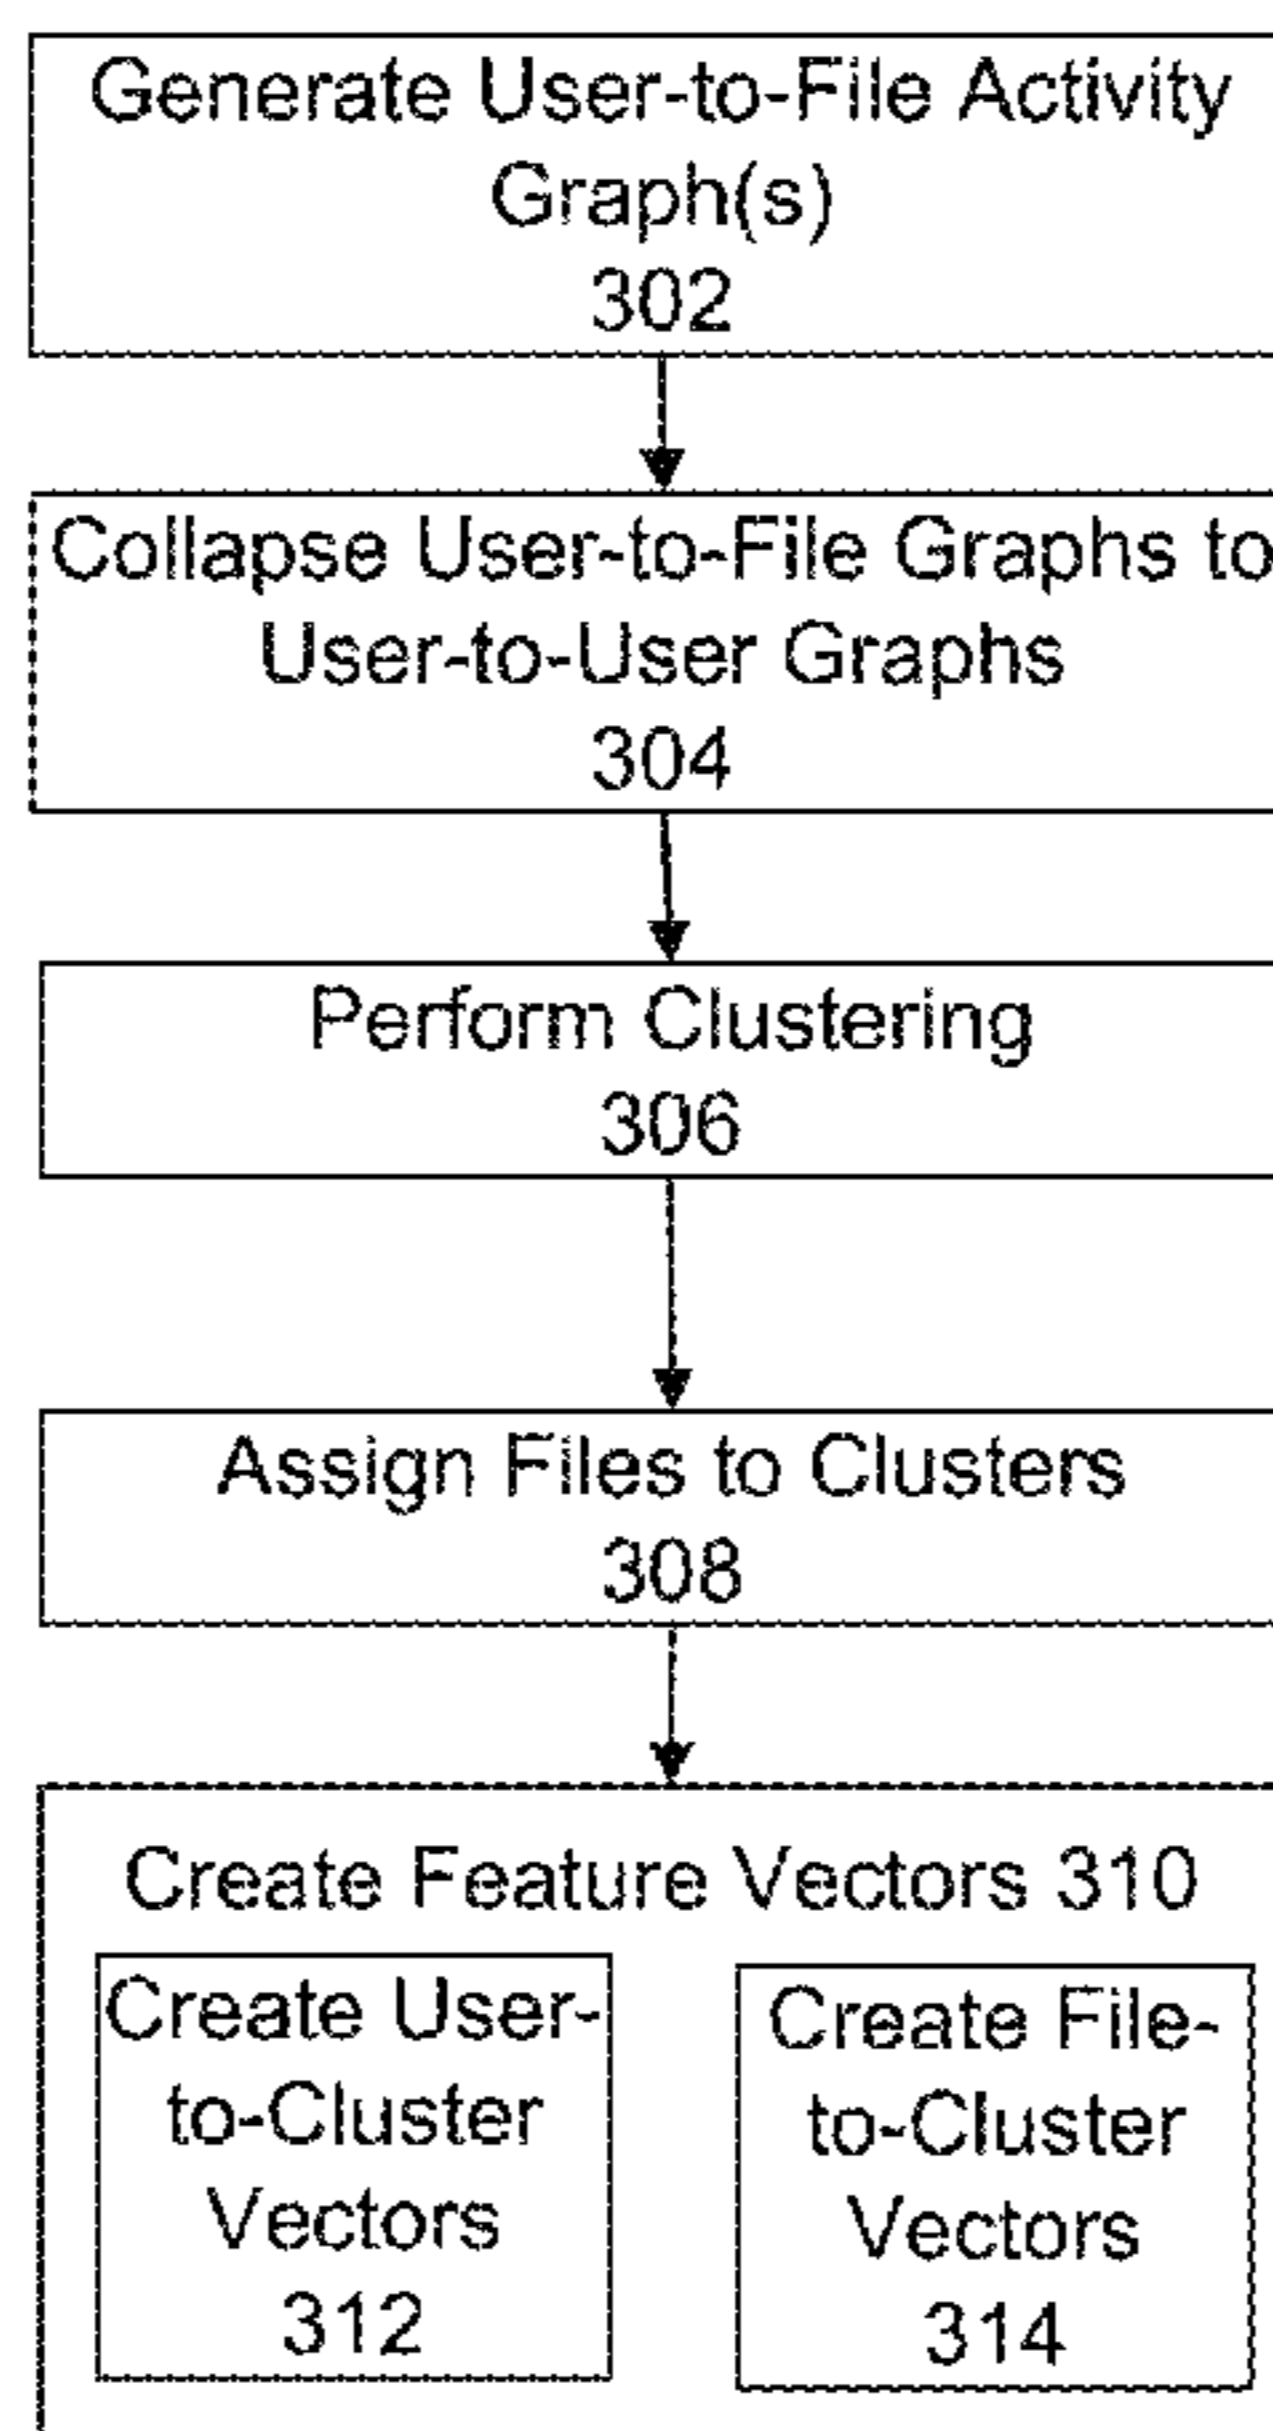 Generate User-to-File Activity
Graph(s)
302
Collapse User-to-File Graphs to
User-to-User Graphs
304
Perform Clustering
306
Assign Files to Clusters
308
Create Feature Vectors 310
Create User-
to-Cluster
Vectors
312
Create File-
to-Cluster
Vectors
314